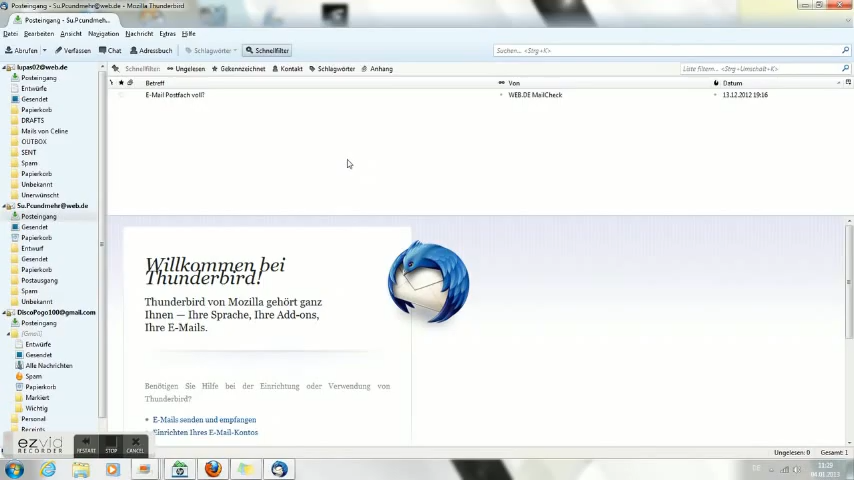 Posteingang - Su.Pcundmehr@web.de - Mozilla Thunderbird
Posteingang - Su.Pcundmeh...
Datei Bearbeiten Ansicht Navigation Nachricht Extras Hilfe
Abrufen Verfassen Chat Adressbuch Schlagwörter Schnellfilter Suchen... <Strg+K>
lupas02@web.de
Posteingang
Entwürfe
Gesendet
Papierkorb
DRAFTS
Mails von Celine
OUTBOX
SENT
Spam
Papierkorb
Unbekannt
Unerwünscht
Su.Pcundmehr@web.de
Posteingang
Gesendet
Papierkorb
Entwurf
Gesendet
Papierkorb
Postausgang
Spam
Unbekannt
DiscoPogo100@gmail.com
Posteingang
[Gmail]
Entwürfe
Gesendet
Alle Nachrichten
Spam
Papierkorb
Markiert
Wichtig
Personal
Receipts
Schnellfilter: Ungelesen Gekennzeichnet Kontakt Schlagwörter Anhang Liste filtern... <Strg+Umschalt+K>
Betreff Von Datum
E-Mail Postfach voll? WEB.DE MailCheck 13.12.2012 19:16
Willkommen bei
Thunderbird!
Thunderbird von Mozilla gehört ganz
Ihnen — Ihre Sprache, Ihre Add-ons,
Ihre E-Mails.
Benötigen Sie Hilfe bei der Einrichtung oder Verwendung von
Thunderbird?
E-Mails senden und empfangen
Einrichten Ihres E-Mail-Kontos
ezvid
RECORDER
RESTART STOP CANCEL
Ungelesen: 0 Gesamt: 1
DE 11:29
04.01.2013